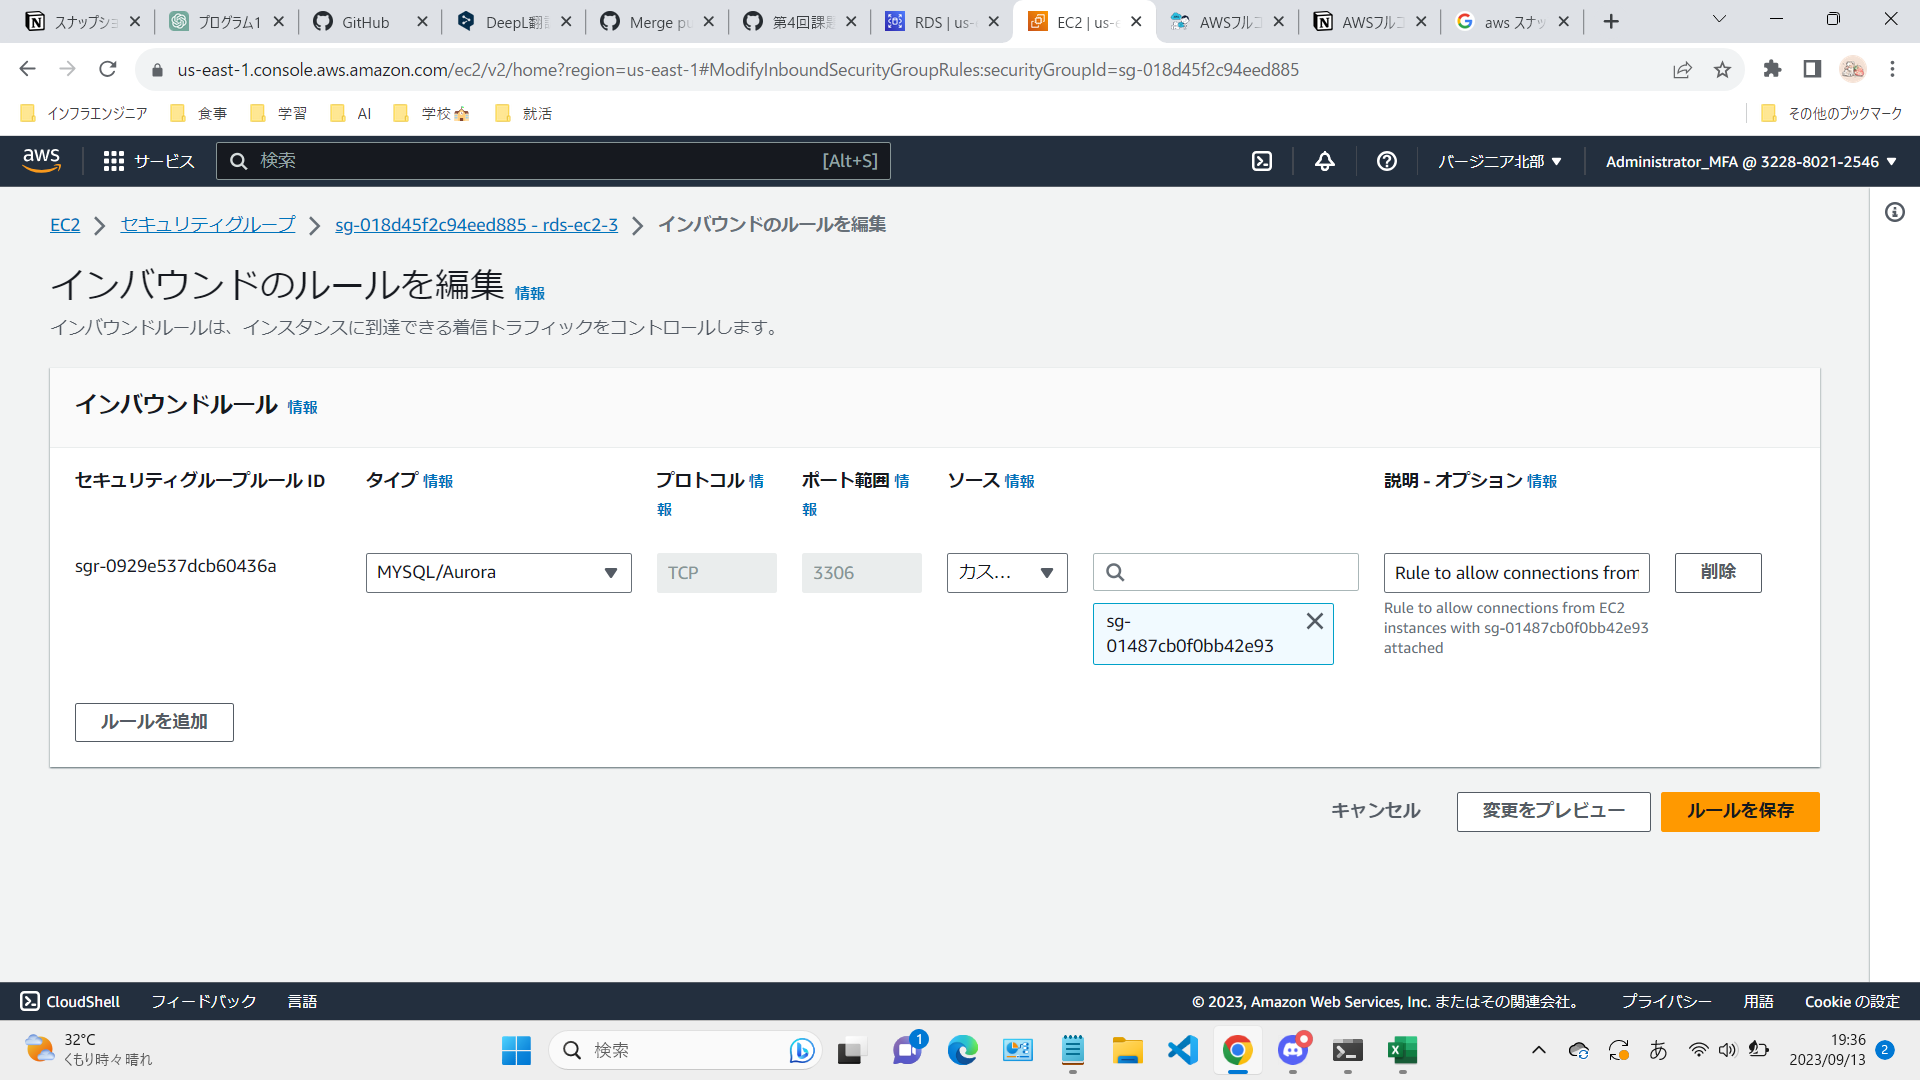 スナップショ
プログラム1
GitHub
DeepL翻訳
Merge pu
第4回課題
RDS | us-
EC2 | us-e
AWSフルコ
AWSフルコ
aws スナッ
us-east-1.console.aws.amazon.com/ec2/v2/home?region=us-east-1#ModifyInboundSecurityGroupRules:securityGroupId=sg-018d45f2c94eed885
インフラエンジニア 食事 学習 AI 学校 就活 その他のブックマーク
aws サービス 検索 [Alt+S] バージニア北部 Administrator_MFA @ 3228-8021-2546
EC2 セキュリティグループ sg-018d45f2c94eed885 - rds-ec2-3 インバウンドのルールを編集
インバウンドのルールを編集 情報
インバウンドルールは、インスタンスに到達できる着信トラフィックをコントロールします。
インバウンドルール 情報
セキュリティグループルール ID
タイプ 情報
プロトコル 情
報
ポート範囲 情
報
ソース 情報
説明 - オプション 情報
sgr-0929e537dcb60436a
MYSQL/Aurora
TCP
3306
カス...
sg-
01487cb0f0bb42e93
Rule to allow connections from
Rule to allow connections from EC2
instances with sg-01487cb0f0bb42e93
attached
削除
ルールを追加
キャンセル 変更をプレビュー ルールを保存
CloudShell フィードバック 言語 © 2023, Amazon Web Services, Inc. またはその関連会社。 プライバシー 用語 Cookie の設定
32°C
くもり時々晴れ
検索
1
あ
19:36
2023/09/13
2